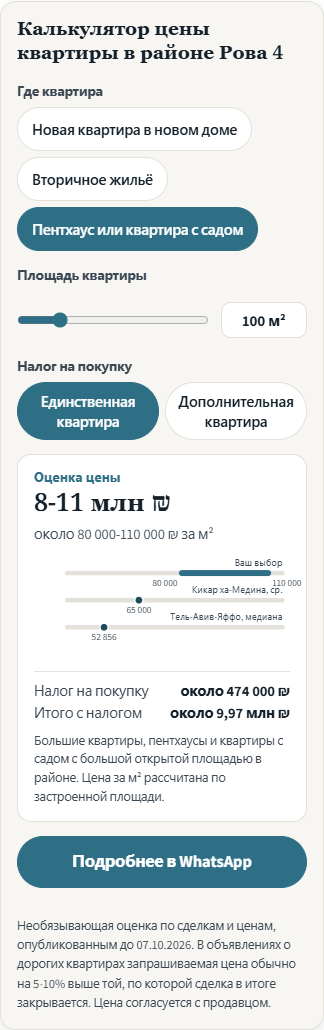 Калькулятор цены
квартиры в районе Рова 4
Где квартира
Новая квартира в новом доме
Вторичное жильё
Пентхаус или квартира с садом
Площадь квартиры
100 м²
Налог на покупку
Единственная
квартира
Дополнительная
квартира
Оценка цены
8-11 млн ₪
около 80 000-110 000 ₪ за м²
Ваш выбор
80 000
110 000
Кикар ха-Медина, ср.
65 000
Тель-Авив-Яффо, медиана
52 856
Налог на покупку около 474 000 ₪
Итого с налогом около 9,97 млн ₪
Большие квартиры, пентхаусы и квартиры с
садом с большой открытой площадью в
районе. Цена за м² рассчитана по
застроенной площади.
Подробнее в WhatsApp
Необязывающая оценка по сделкам и ценам,
опубликованным до 07.10.2026. В объявлениях о
дорогих квартирах запрашиваемая цена обычно
на 5-10% выше той, по которой сделка в итоге
закрывается. Цена согласуется с продавцом.